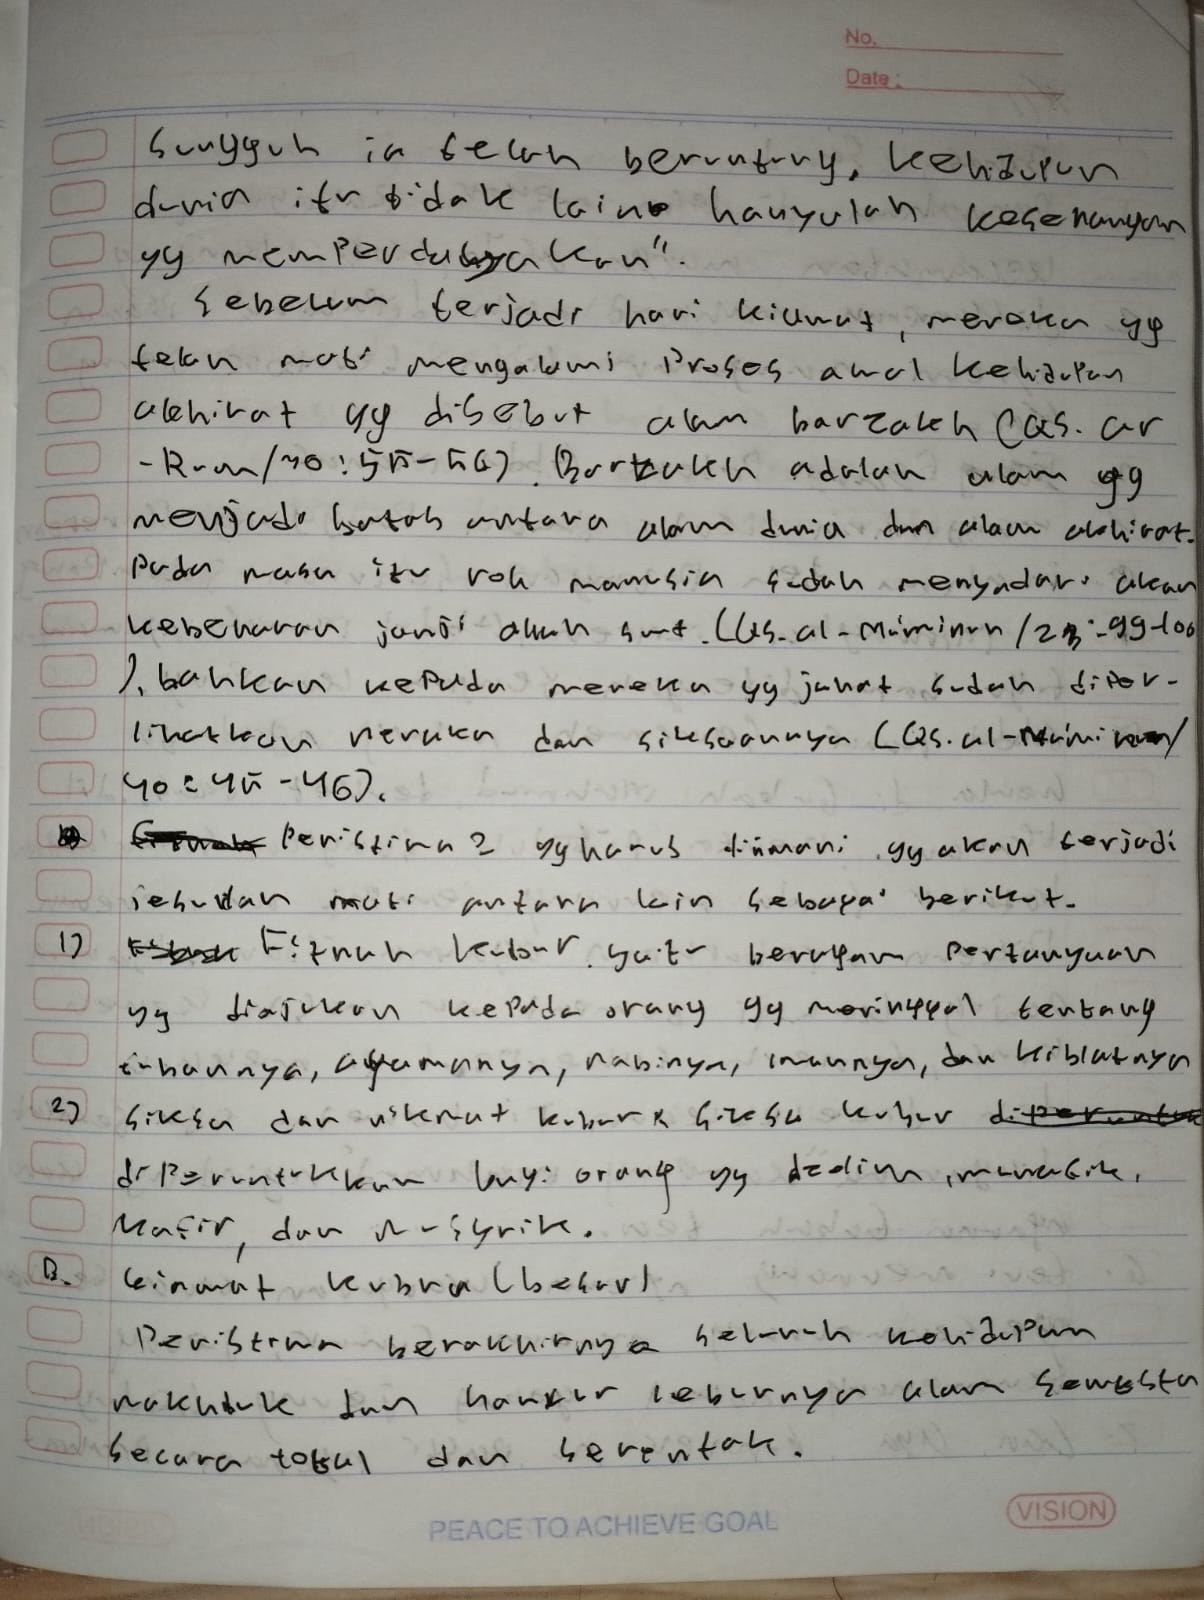 No.
Date :
Sungguh ia telah beruntung, kehidupan
dunia itu tidak lain hanyalah kesenangan
yg memperdayakan".
Sebelum terjadi hari kiamat, mereka yg
telah mati mengalami proses awal kehidupan
akhirat yg disebut alam barzakh (QS. ar
-Rum/30:55-56). Barzakh adalah alam yg
menjadi batas antara alam dunia dan alam akhirat.
Pada masa itu roh manusia sudah menyadari akan
kebenaran janji allah swt. (QS. al-Mu'minun/23:99-100
), bahkan kepada mereka yg jahat sudah diper-
lihatkan neraka dan siksaannya (QS. al-Mu'min/
40:45-46).
Peristiwa2 yg harus diimani yg akan terjadi
sesudah mati antara lain sebagai berikut.
1) Fitnah kubur yaitu beragam pertanyaan
yg diajukan kepada orang yg meninggal tentang
tuhannya, agamanya, nabinya, imannya, dan kiblatnya
2) siksa dan nikmat kubur siksa kubur
diperuntukkan bagi orang yg dzalim, munafik,
kafir, dan musyrik.
B. kiamat kubra (besar)
Peristiwa berakhirnya seluruh kehidupan
makhluk dan hancur leburnya alam semesta
secara total dan serentak.
PEACE TO ACHIEVE GOAL
VISION